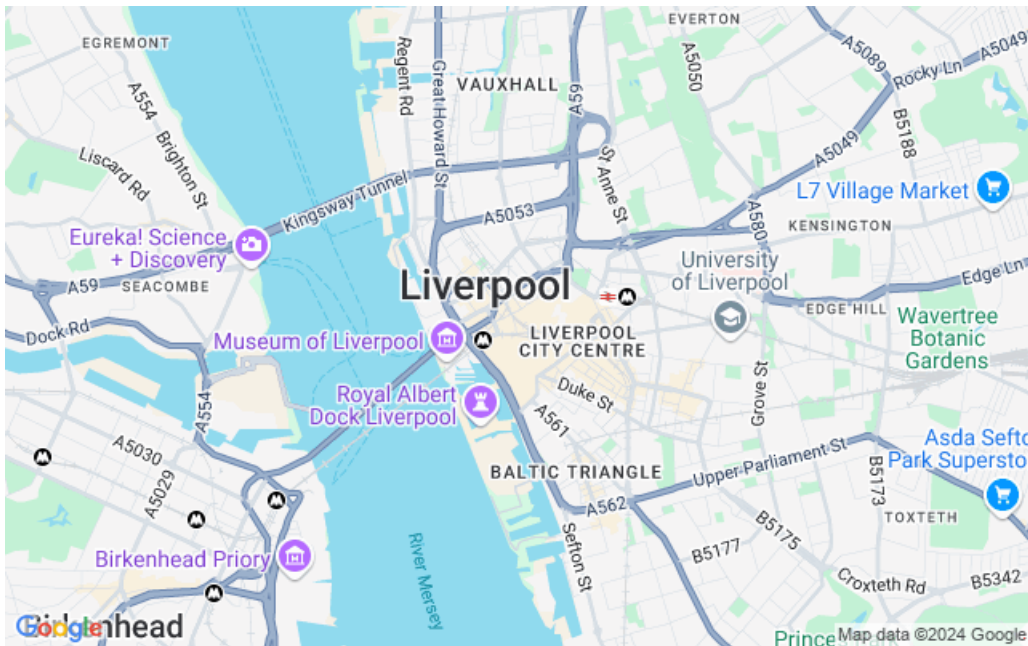 EGREMONT
A554
Brighton St
Liscard Rd
Regent Rd
Great Howard St
VAUXHALL
A59
EVERTON
A5050
A5089
Rocky Ln
A5049
A5049
B5188
St Anne St
Kingsway Tunnel
A5053
A580
L7 Village Market
KENSINGTON
Eureka! Science
+ Discovery
A59
SEACOMBE
Liverpool
University
of Liverpool
Edge Ln
EDGE HILL
Dock Rd
Museum of Liverpool
LIVERPOOL
CITY CENTRE
Wavertree
Botanic
Gardens
Royal Albert
Dock Liverpool
Duke St
Grove St
A554
A561
A5030
A5029
BALTIC TRIANGLE
Upper Parliament St
Asda Sefto
Park Supersto
B5173
A562
TOXTETH
Sefton St
B5175
B5177
Birkenhead Priory
River Mersey
Croxteth Rd
B5342
Google
Map data ©2024 Google